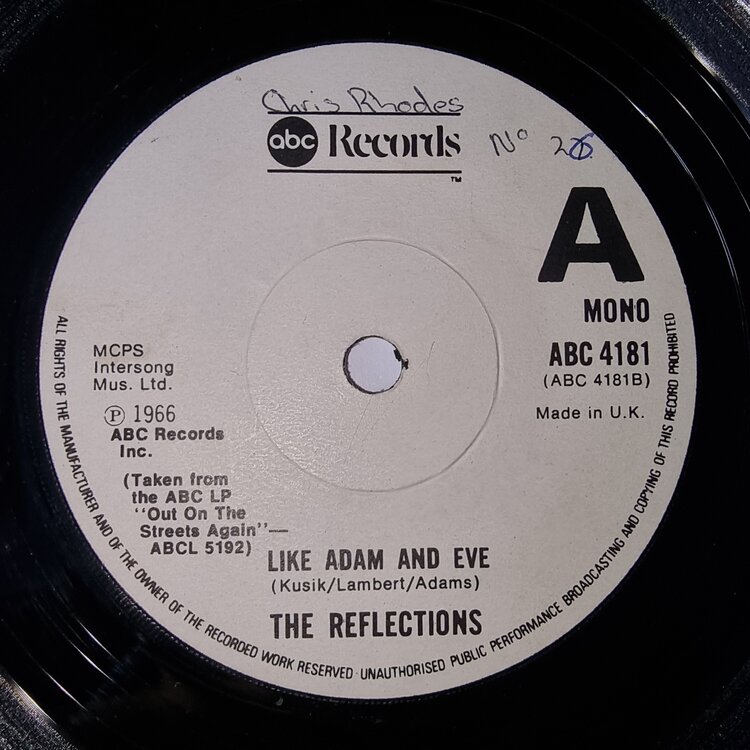 Chris Rhodes
abc Records
TM
Nº 26
A
MONO
ABC 4181
(ABC 4181B)
Made in U.K.
MCPS
Intersong
Mus. Ltd.
℗ 1966
ABC Records
Inc.
(Taken from
the ABC LP
"Out On The
Streets Again"—
ABCL 5192)
LIKE ADAM AND EVE
(Kusik/Lambert/Adams)
THE REFLECTIONS
ALL RIGHTS OF THE MANUFACTURER AND OF THE OWNER OF THE RECORDED WORK RESERVED · UNAUTHORISED PUBLIC PERFORMANCE BROADCASTING AND COPYING OF THIS RECORD PROHIBITED